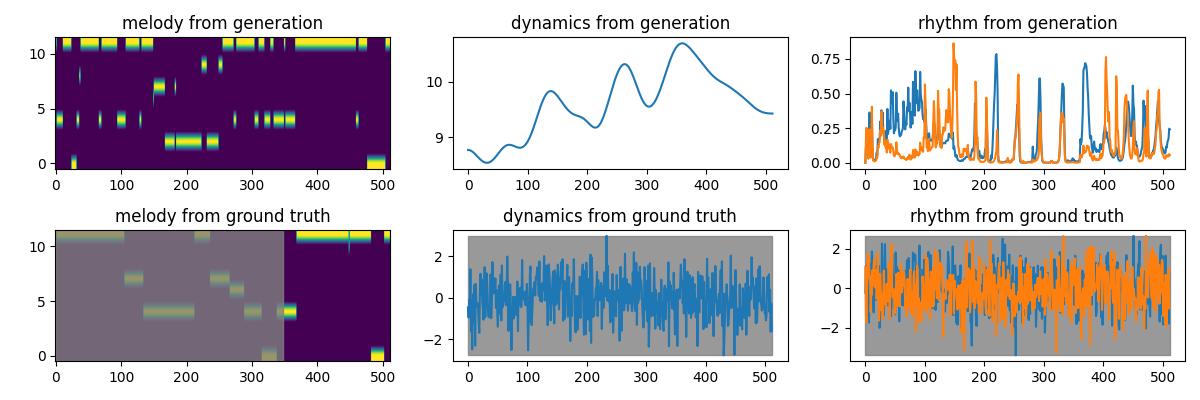 melody from generation
dynamics from generation
rhythm from generation
10
5
0
0 100 200 300 400 500
10
9
0 100 200 300 400 500
0.75
0.50
0.25
0.00
0 100 200 300 400 500
melody from ground truth
dynamics from ground truth
rhythm from ground truth
10
5
0
0 100 200 300 400 500
2
0
−2
0 100 200 300 400 500
2
0
−2
0 100 200 300 400 500